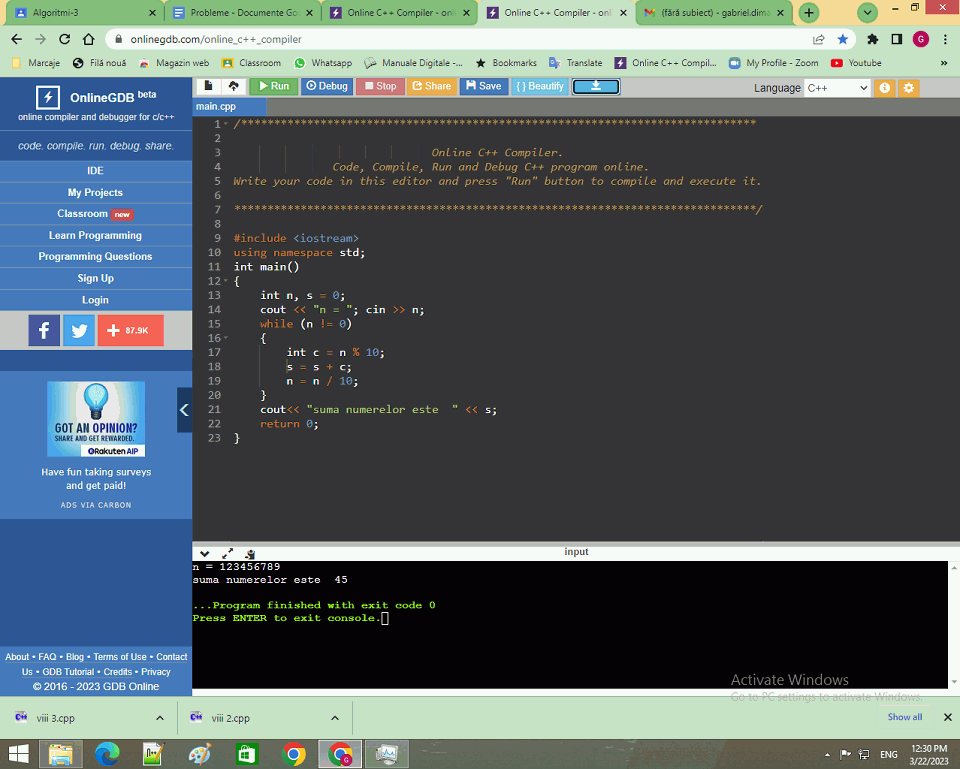 Algoritmi-3
Probleme - Documente Go
Online C++ Compiler - onl
Online C++ Compiler - onl
(fără subiect) - gabriel.dima
onlinegdb.com/online_c++_compiler
G
Marcaje
Filă nouă
Magazin web
Classroom
Whatsapp
Manuale Digitale -...
Bookmarks
Translate
Online C++ Compil...
My Profile - Zoom
Youtube
»
OnlineGDB beta
online compiler and debugger for c/c++
code. compile. run. debug. share.
IDE
My Projects
Classroom new
Learn Programming
Programming Questions
Sign Up
Login
87.9K
GOT AN OPINION?
SHARE AND GET REWARDED.
Rakuten AIP
Have fun taking surveys
and get paid!
ADS VIA CARBON
About • FAQ • Blog • Terms of Use • Contact
Us • GDB Tutorial • Credits • Privacy
© 2016 - 2023 GDB Online
Run Debug Stop Share Save { } Beautify
Language C++
main.cpp
1 /******************************************************************************
2
3 Online C++ Compiler.
4 Code, Compile, Run and Debug C++ program online.
5 Write your code in this editor and press "Run" button to compile and execute it.
6
7 *******************************************************************************/
8
9 #include <iostream>
10 using namespace std;
11 int main()
12 {
13 int n, s = 0;
14 cout << "n = "; cin >> n;
15 while (n != 0)
16 {
17 int c = n % 10;
18 s = s + c;
19 n = n / 10;
20 }
21 cout<< "suma numerelor este  " << s;
22 return 0;
23 }
input
n = 123456789
suma numerelor este  45
...Program finished with exit code 0
Press ENTER to exit console.
Activate Windows
Go to PC settings to activate Windows.
viii 3.cpp
viii 2.cpp
Show all
G
ENG
12:30 PM
3/22/2023